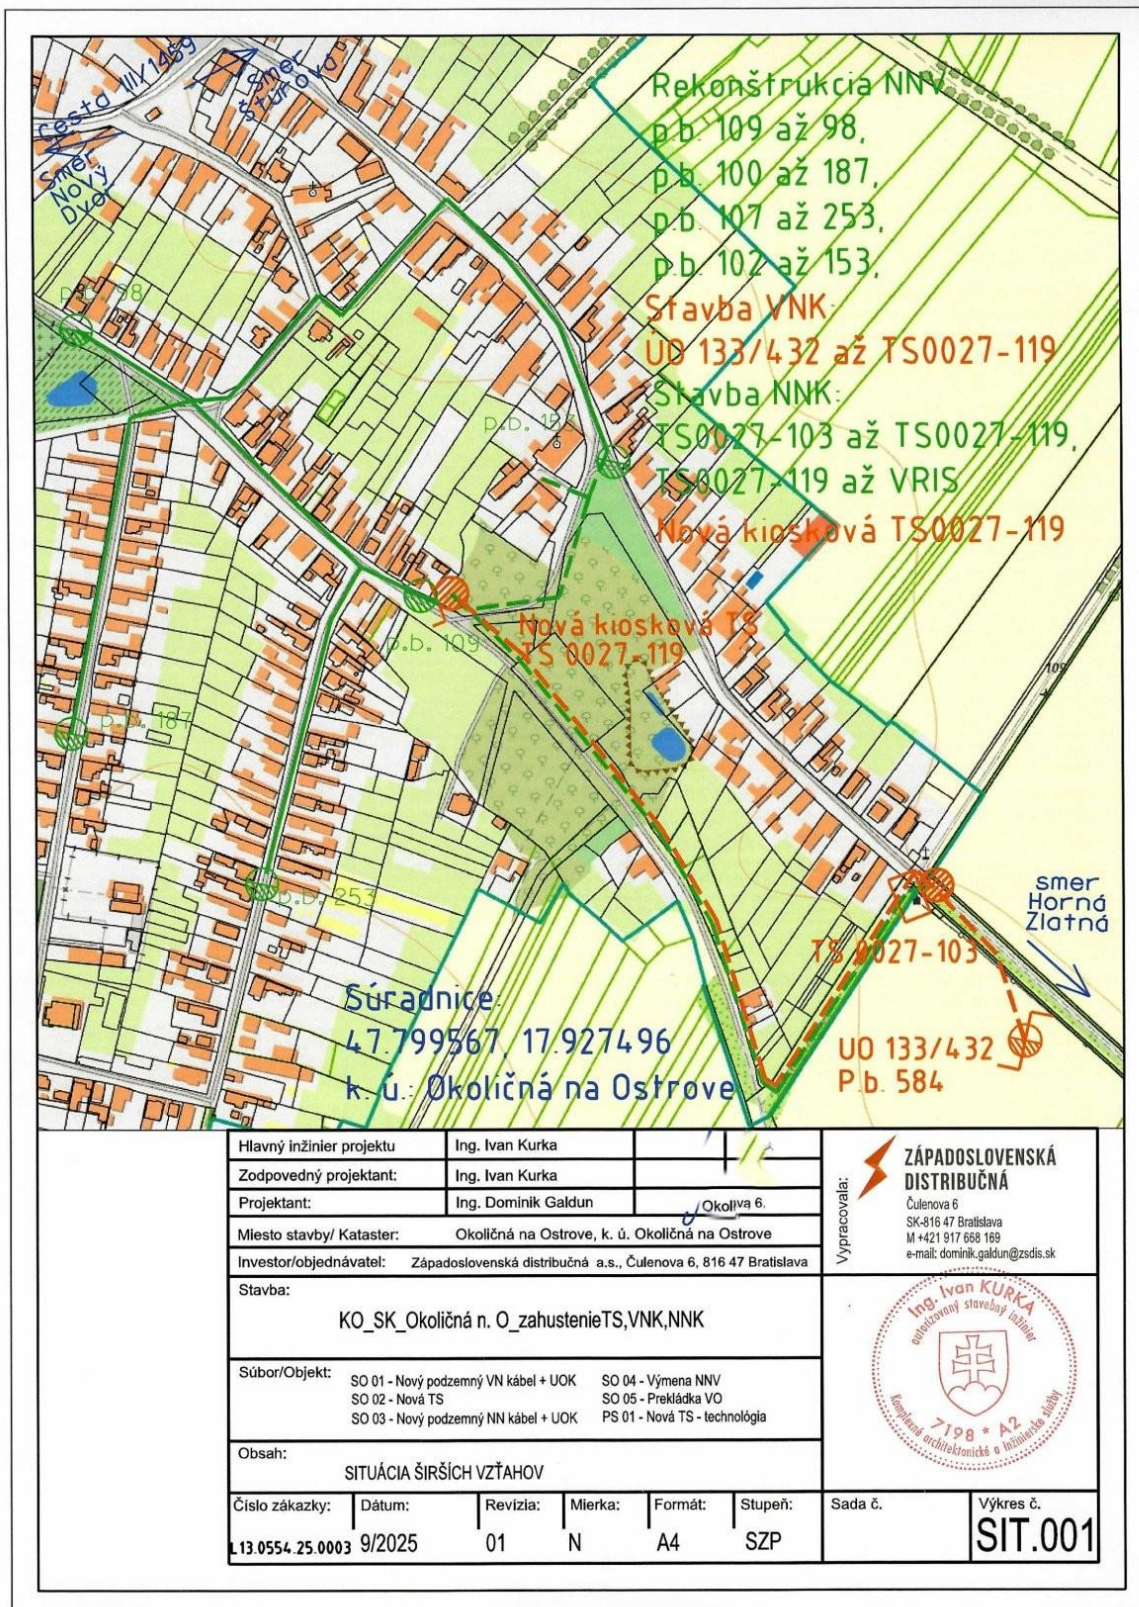 Cesta III/1459
Smer
Štúrova
Smer
Nový
Dvor
Rekonštrukcia NNV
p.b. 109 až 98,
p.b. 100 až 187,
p.b. 107 až 253,
p.b. 102 až 153,
Stavba VNK:
ÚO 133/432 až TS0027-119
Stavba NNK:
TS0027-103 až TS0027-119,
TS0027-119 až VRIS
Nová kiosková TS0027-119
p.b. 98
p.b. 153
Nová kiosková TS
TS 0027-119
p.b. 109
109
p.b. 187
p.b. 253
smer
Horná
Zlatná
TS 0027-103
UO 133/432
P.b. 584
Súradnice:
47.799567, 17.927496
k. ú.: Okoličná na Ostrove
Hlavný inžinier projektu Ing. Ivan Kurka
Zodpovedný projektant: Ing. Ivan Kurka
Projektant: Ing. Dominik Galdun
Miesto stavby/ Kataster: Okoličná na Ostrove, k. ú. Okoličná na Ostrove
Investor/objednávatel: Západoslovenská distribučná a.s., Čulenova 6, 816 47 Bratislava
Vypracovala:
ZÁPADOSLOVENSKÁ
DISTRIBUČNÁ
Čulenova 6
SK-816 47 Bratislava
M +421 917 668 169
e-mail: dominik.galdun@zsdis.sk
Stavba:
KO_SK_Okoličná n. O_zahustenieTS,VNK,NNK
Súbor/Objekt:
SO 01 - Nový podzemný VN kábel + UOK SO 04 - Výmena NNV
SO 02 - Nová TS SO 05 - Prekládka VO
SO 03 - Nový podzemný NN kábel + UOK PS 01 - Nová TS - technológia
Ing. Ivan KURKA
autorizovaný stavebný inžinier
7198 * A2
Komplexné architektonické a inžinierske služby
Obsah:
SITUÁCIA ŠIRŠÍCH VZŤAHOV
Číslo zákazky: Dátum: Revízia: Mierka: Formát: Stupeň: Sada č. Výkres č.
L13.0554.25.0003 9/2025 01 N A4 SZP SIT.001